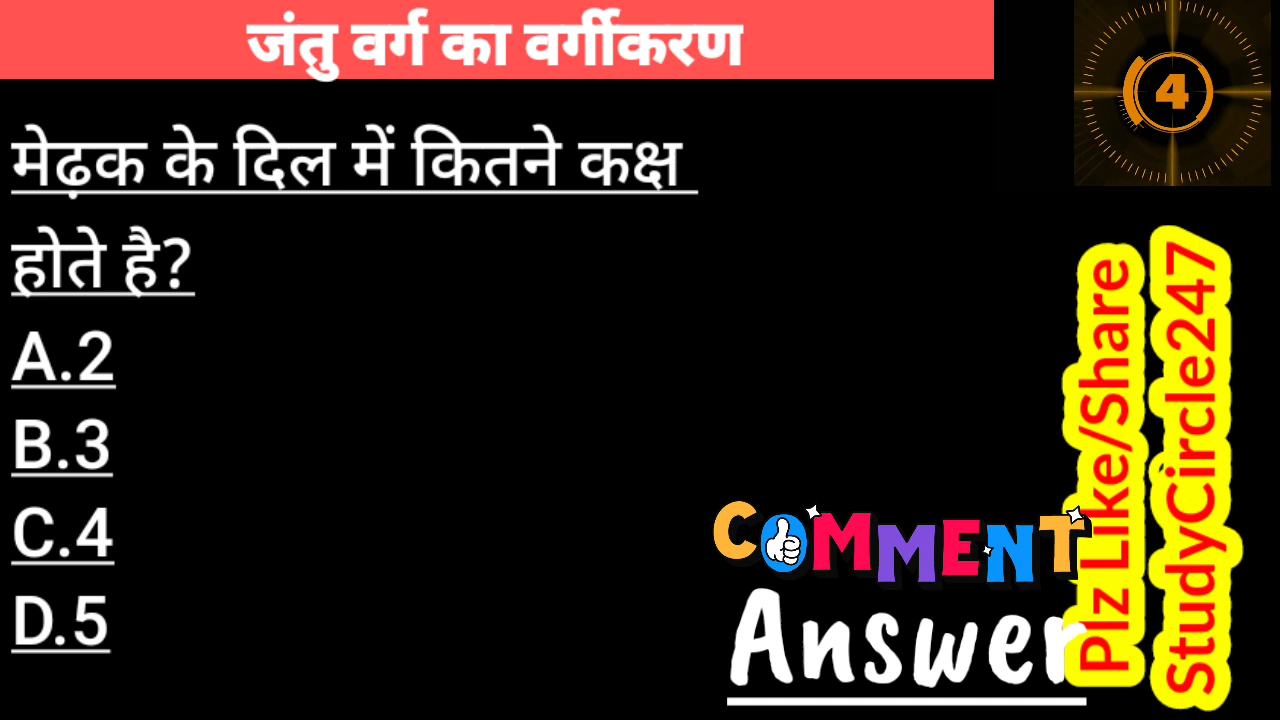 जंतु वर्ग का वर्गीकरण
4
मेढ़क के दिल में कितने कक्ष
होते है?
A.2
B.3
C.4
D.5
COMMENT
Answer
Plz Like/Share
StudyCircle247